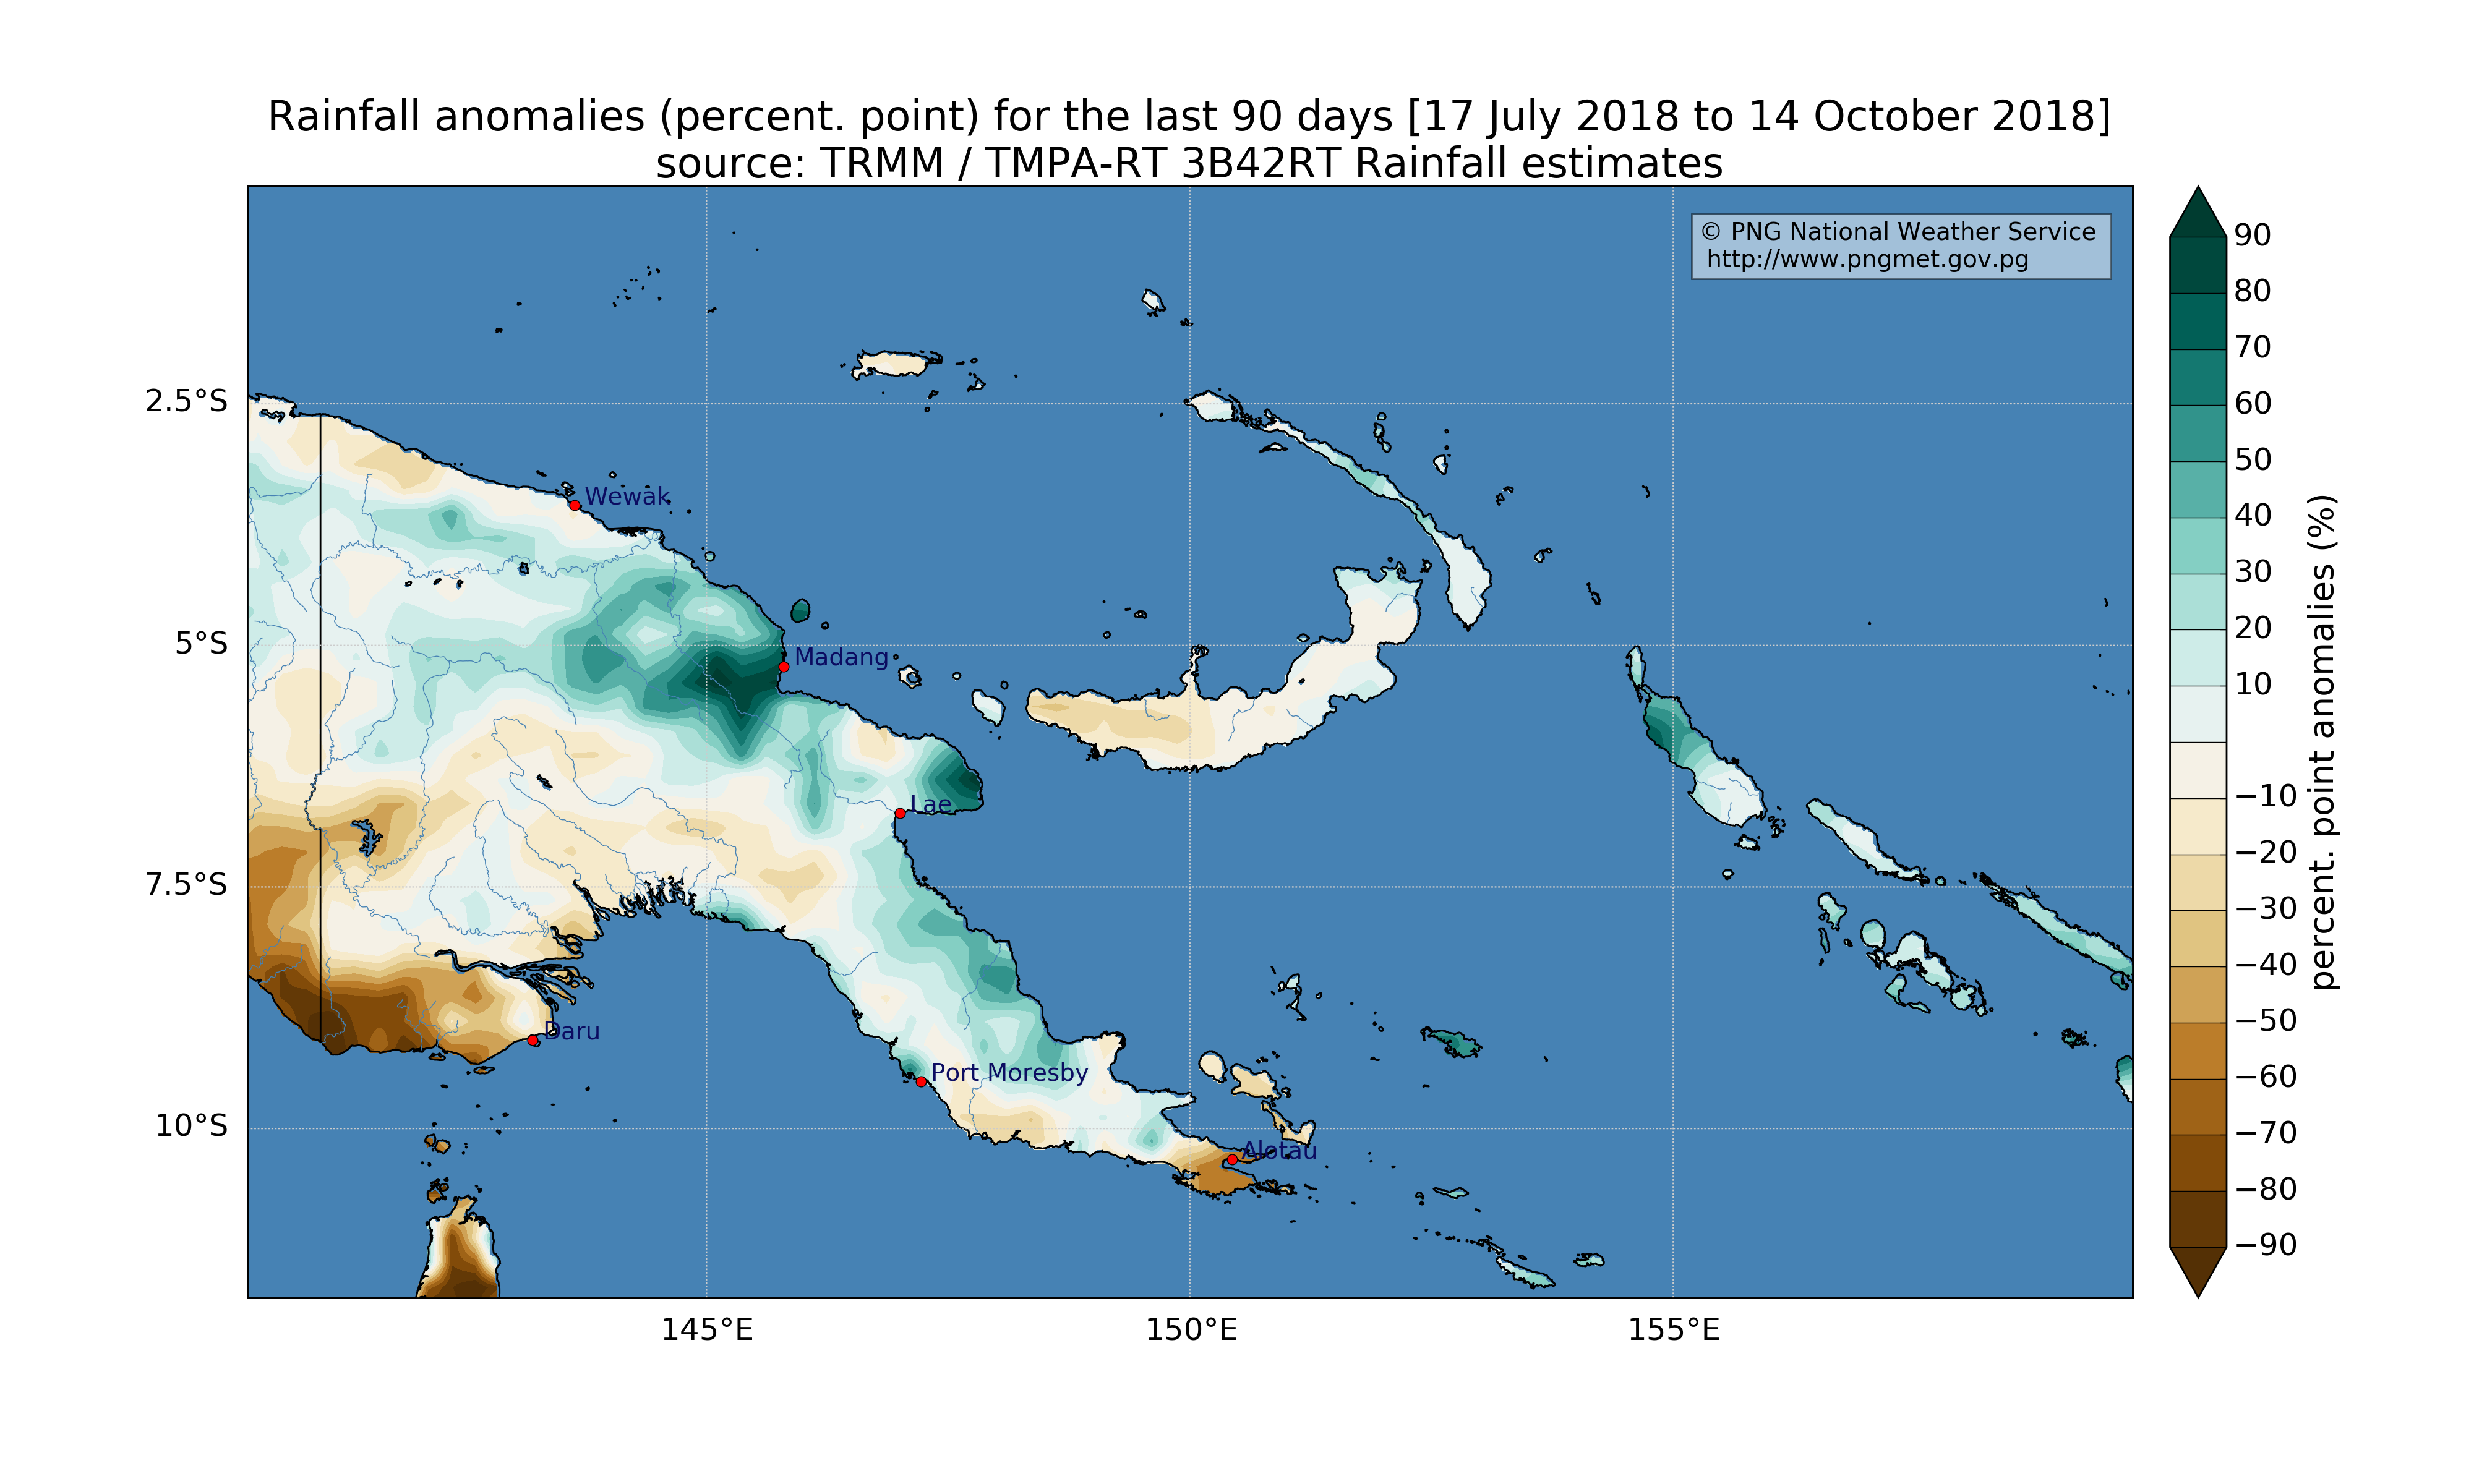 Rainfall anomalies (percent. point) for the last 90 days [17 July 2018 to 14 October 2018]
source: TRMM / TMPA-RT 3B42RT Rainfall estimates
© PNG National Weather Service
http://www.pngmet.gov.pg
2.5°S
5°S
7.5°S
10°S
Wewak
Madang
Lae
Daru
Port Moresby
Alotau
145°E
150°E
155°E
90
80
70
60
50
40
30
20
10
−10
−20
−30
−40
−50
−60
−70
−80
−90
percent. point anomalies (%)